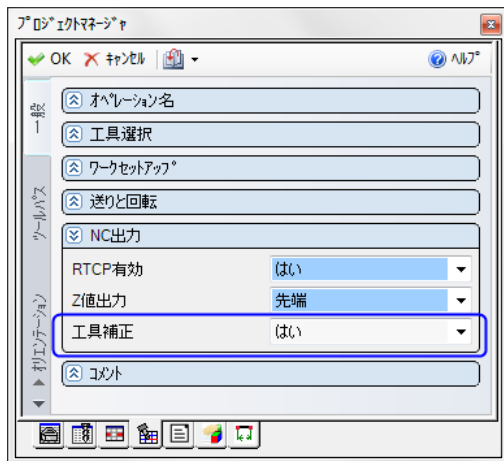 プロジェクトマネージャ
OK キャンセル ヘルプ
一般
ツールパス
オリエンテーション
オペレーション名
工具選択
ワークセットアップ
送りと回転
NC出力
RTCP有効 はい
Z値出力 先端
工具補正 はい
コメント